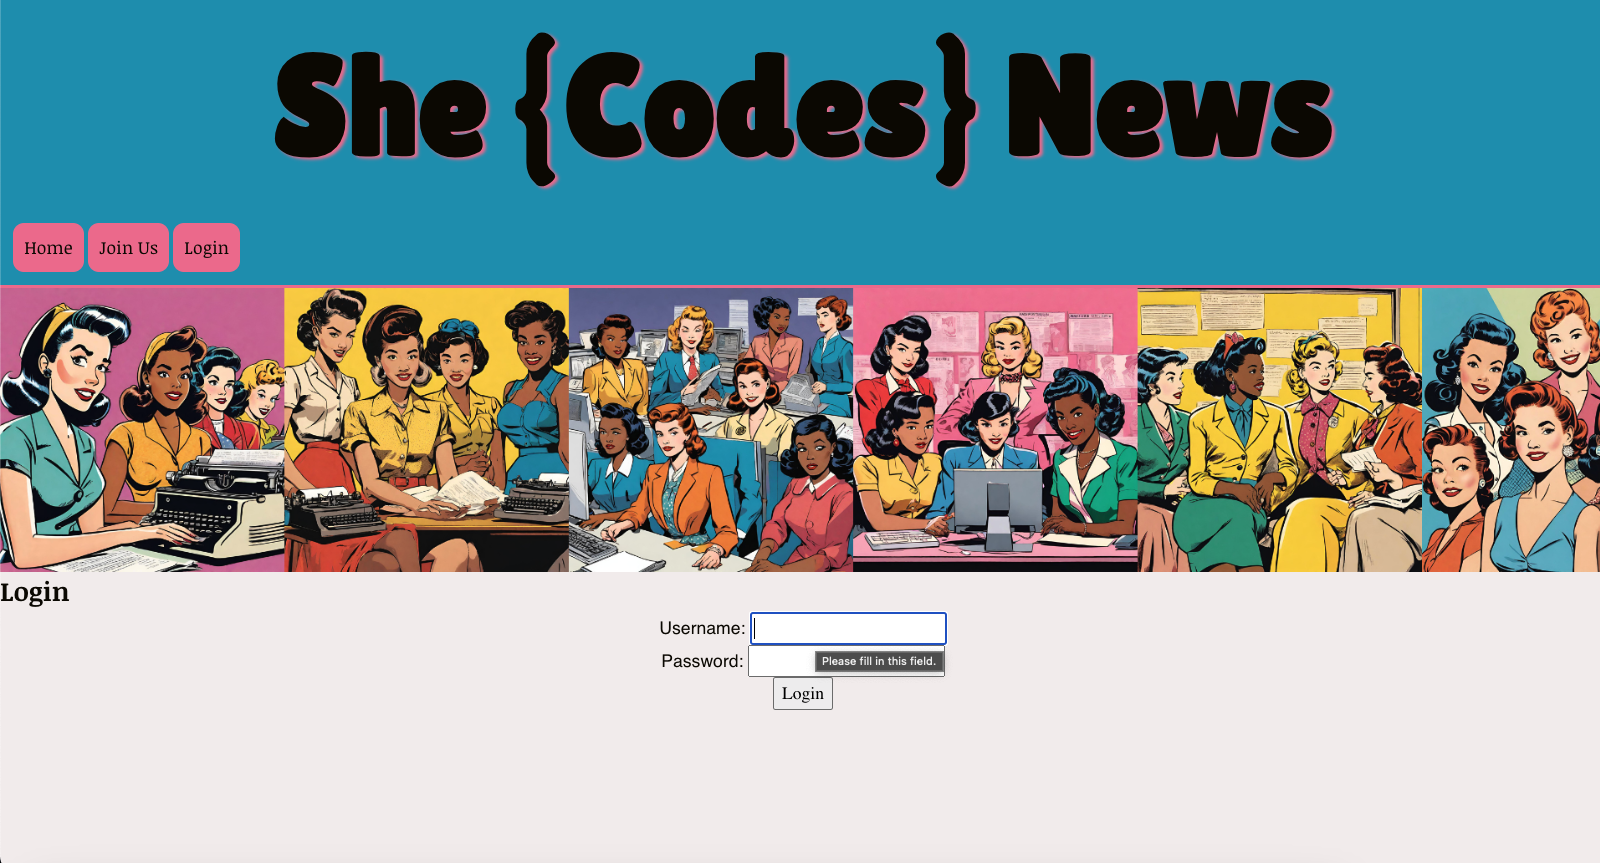 She {Codes} News
Home
Join Us
Login
Login
Username:
Password:
Please fill in this field.
Login